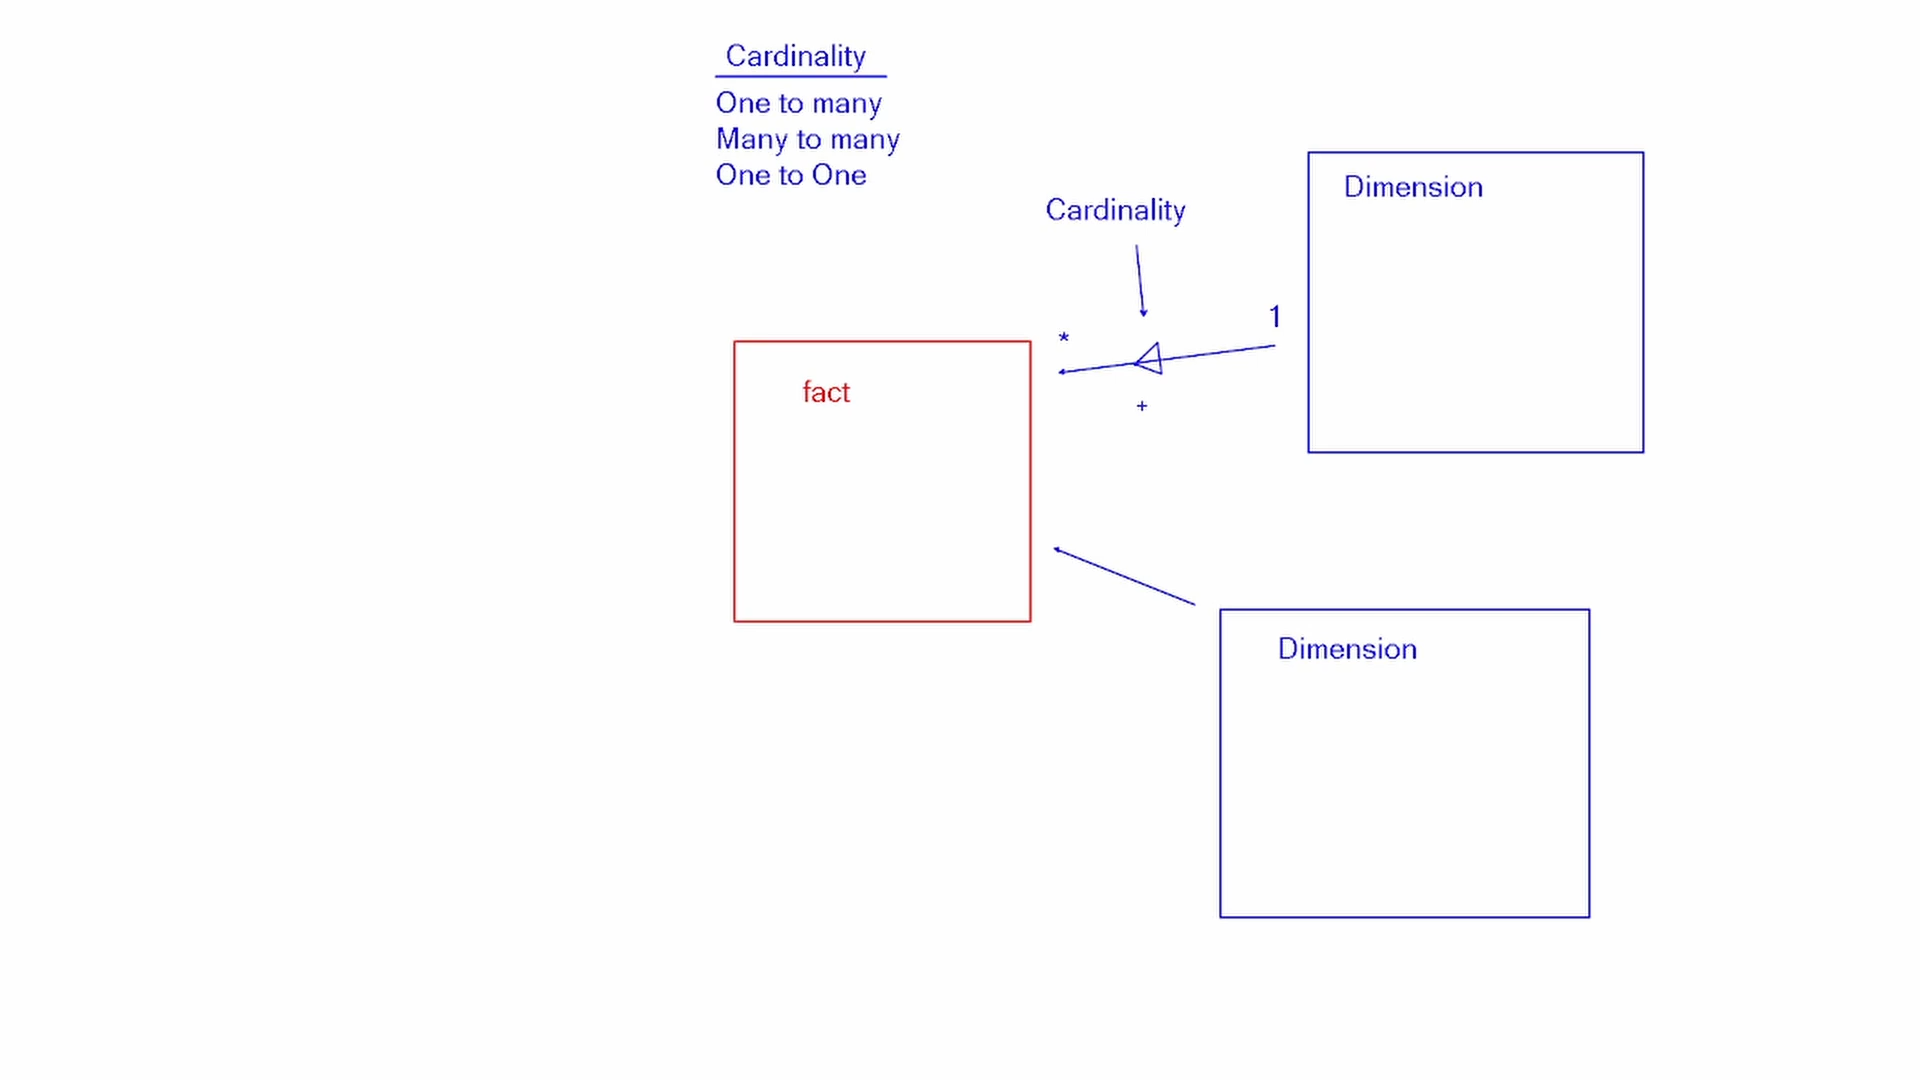 Cardinality
One to many
Many to many
One to One
Cardinality
Dimension
1
*
fact
+
Dimension